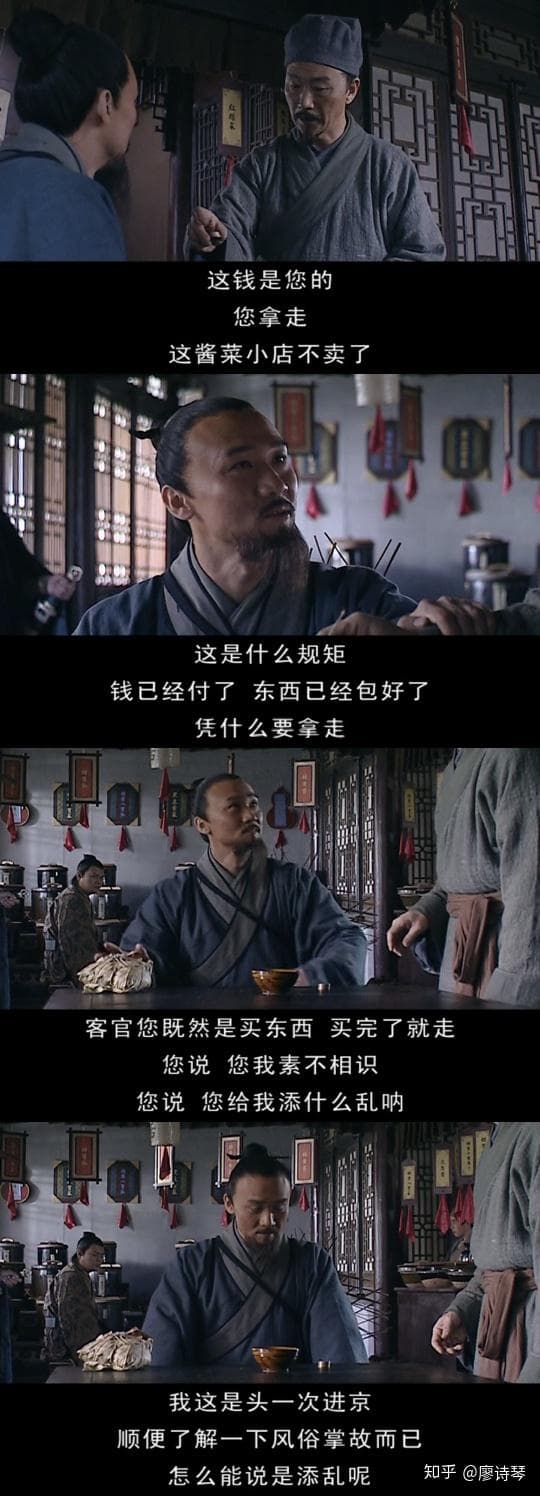 这钱是您的
您拿走
这酱菜小店不卖了
这是什么规矩
钱已经付了 东西已经包好了
凭什么要拿走
客官您既然是买东西 买完了就走
您说 您我素不相识
您说 您给我添什么乱呐
我这是头一次进京
顺便了解一下风俗掌故而已
怎么能说是添乱呢
知乎 @廖诗琴